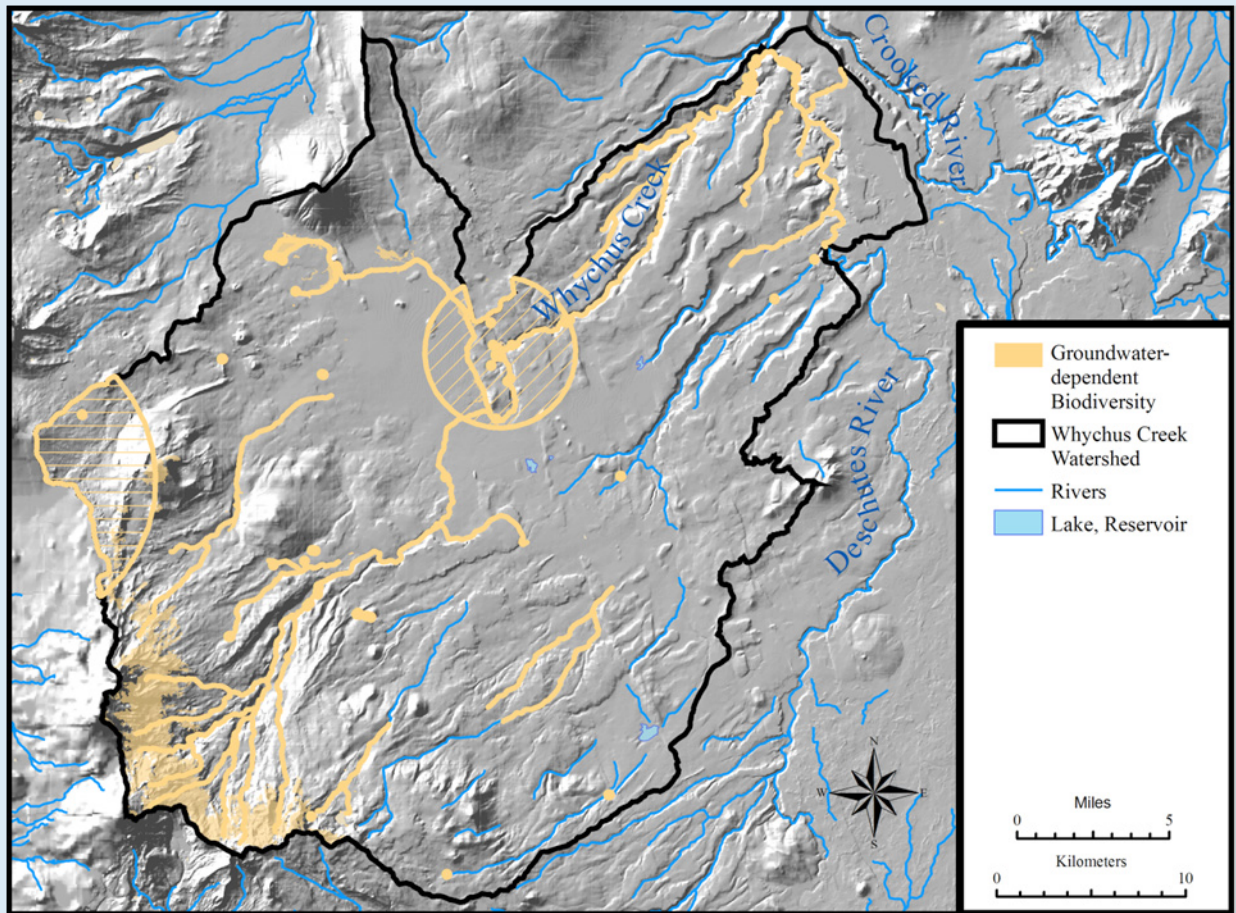 Crooked River
Whychus Creek
Deschutes River
Groundwater-
dependent
Biodiversity
Whychus Creek
Watershed
Rivers
Lake, Reservoir
N
W
E
S
Miles
0
5
Kilometers
0
10